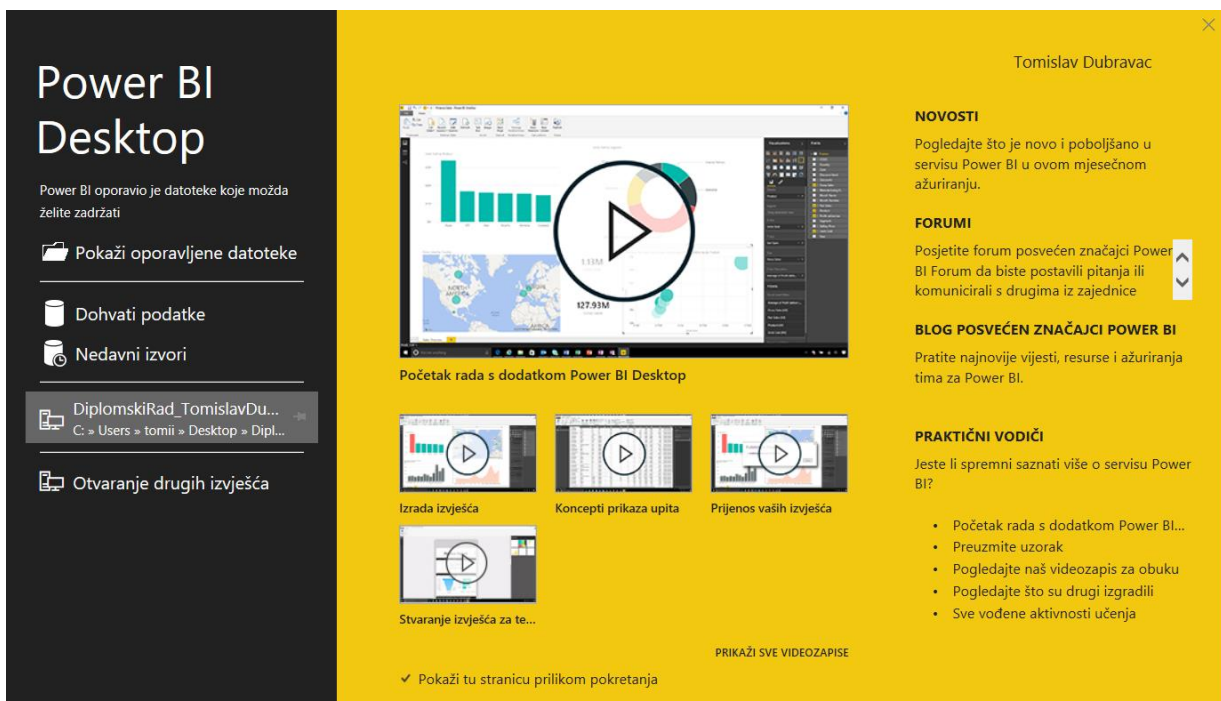 Power BI
Desktop
Power BI oporavio je datoteke koje možda
želite zadržati
Pokaži oporavljene datoteke
Dohvati podatke
Nedavni izvori
DiplomskiRad_TomislavDu...
C: » Users » tomii » Desktop » Dipl...
Otvaranje drugih izvješća
1.13M
127.93M
Početak rada s dodatkom Power BI Desktop
Izrada izvješća
Koncepti prikaza upita
Prijenos vaših izvješća
Stvaranje izvješća za te...
PRIKAŽI SVE VIDEOZAPISE
Pokaži tu stranicu prilikom pokretanja
Tomislav Dubravac
NOVOSTI
Pogledajte što je novo i poboljšano u
servisu Power BI u ovom mjesečnom
ažuriranju.
FORUMI
Posjetite forum posvećen značajci Power
BI Forum da biste postavili pitanja ili
komunicirali s drugima iz zajednice
BLOG POSVEĆEN ZNAČAJCI POWER BI
Pratite najnovije vijesti, resurse i ažuriranja
tima za Power BI.
PRAKTIČNI VODIČI
Jeste li spremni saznati više o servisu Power
BI?
• Početak rada s dodatkom Power BI...
• Preuzmite uzorak
• Pogledajte naš videozapis za obuku
• Pogledajte što su drugi izgradili
• Sve vođene aktivnosti učenja